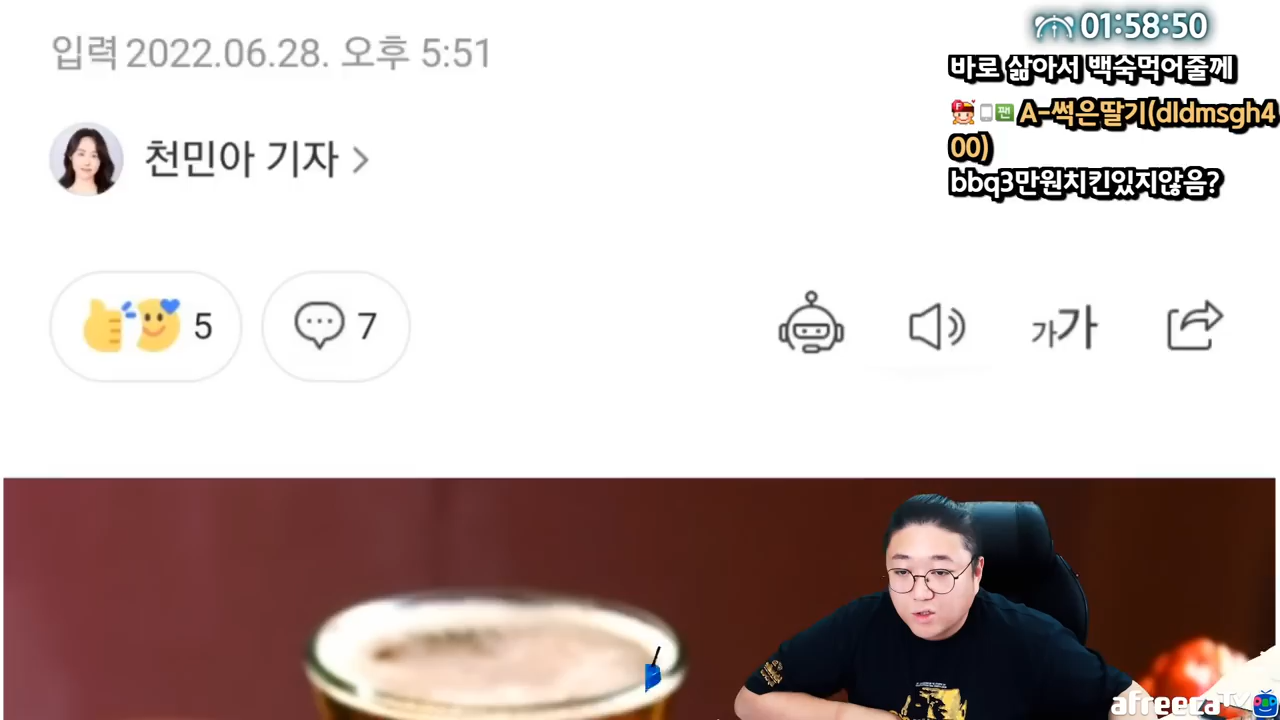 입력 2022.06.28. 오후 5:51
천민아 기자
5
7
가가
01:58:50
바로 삶아서 백숙먹어줄께
F 팬 A-썩은딸기(dldmsgh4
00)
bbq3만원치킨있지않음?
afreecaTV